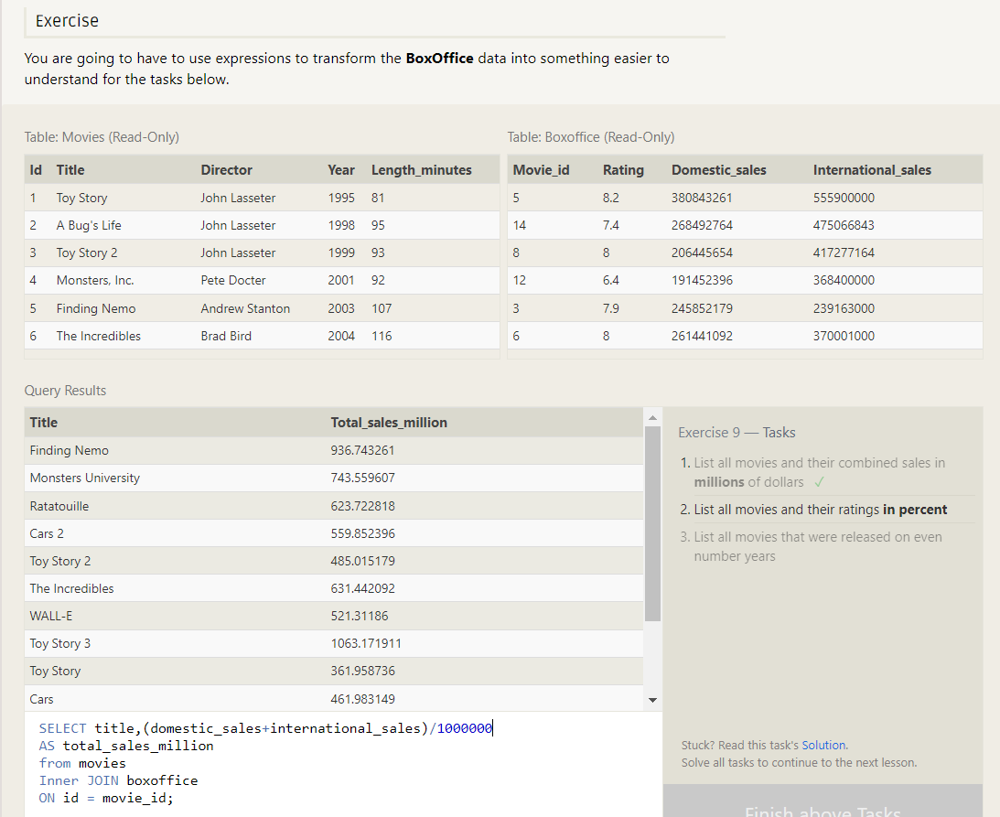 Exercise
You are going to have to use expressions to transform the BoxOffice data into something easier to
understand for the tasks below.
Table: Movies (Read-Only)
Id Title Director Year Length_minutes
1 Toy Story John Lasseter 1995 81
2 A Bug's Life John Lasseter 1998 95
3 Toy Story 2 John Lasseter 1999 93
4 Monsters, Inc. Pete Docter 2001 92
5 Finding Nemo Andrew Stanton 2003 107
6 The Incredibles Brad Bird 2004 116
Table: Boxoffice (Read-Only)
Movie_id Rating Domestic_sales International_sales
5 8.2 380843261 555900000
14 7.4 268492764 475066843
8 8 206445654 417277164
12 6.4 191452396 368400000
3 7.9 245852179 239163000
6 8 261441092 370001000
Query Results
Title Total_sales_million
Finding Nemo 936.743261
Monsters University 743.559607
Ratatouille 623.722818
Cars 2 559.852396
Toy Story 2 485.015179
The Incredibles 631.442092
WALL-E 521.31186
Toy Story 3 1063.171911
Toy Story 361.958736
Cars 461.983149
SELECT title,(domestic_sales+international_sales)/1000000
AS total_sales_million
from movies
Inner JOIN boxoffice
ON id = movie_id;
Exercise 9 — Tasks
1. List all movies and their combined sales in
millions of dollars ✓
2. List all movies and their ratings in percent
3. List all movies that were released on even
number years
Stuck? Read this task's Solution.
Solve all tasks to continue to the next lesson.
Finish above Tasks